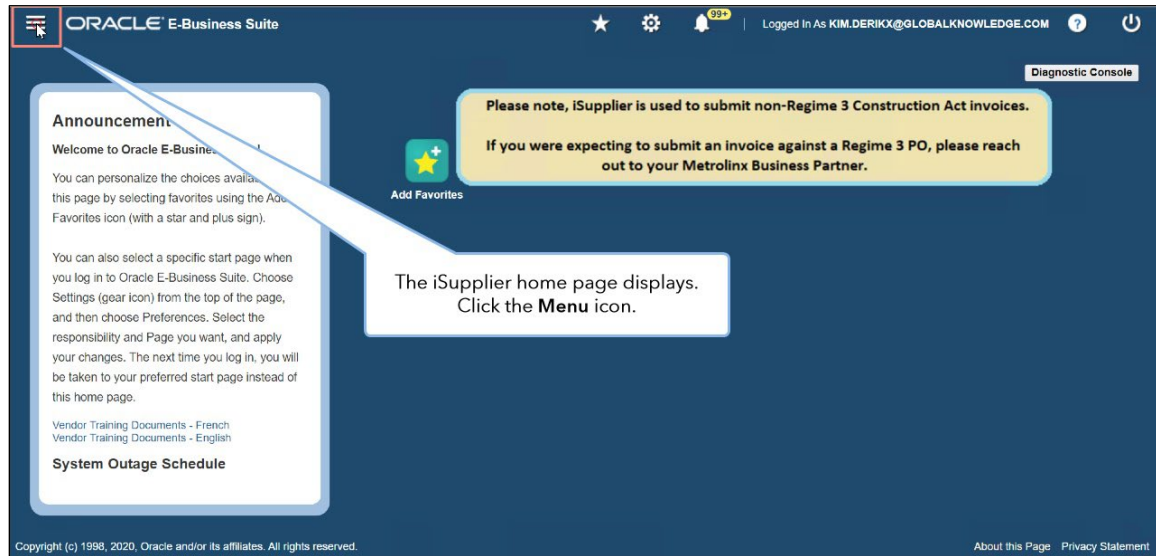 ORACLE E-Business Suite
99+
Logged In As KIM.DERIKX@GLOBALKNOWLEDGE.COM
?
Diagnostic Console
Announcement
Welcome to Oracle E-Busines
You can personalize the choices availa
this page by selecting favorites using the Add
Favorites icon (with a star and plus sign).
You can also select a specific start page when
you log in to Oracle E-Business Suite. Choose
Settings (gear icon) from the top of the page,
and then choose Preferences. Select the
responsibility and Page you want, and apply
your changes. The next time you log in, you will
be taken to your preferred start page instead of
this home page.
Vendor Training Documents - French
Vendor Training Documents - English
System Outage Schedule
Add Favorites
Please note, iSupplier is used to submit non-Regime 3 Construction Act invoices.
If you were expecting to submit an invoice against a Regime 3 PO, please reach
out to your Metrolinx Business Partner.
The iSupplier home page displays.
Click the Menu icon.
Copyright (c) 1998, 2020, Oracle and/or its affiliates. All rights reserved.
About this Page Privacy Statement